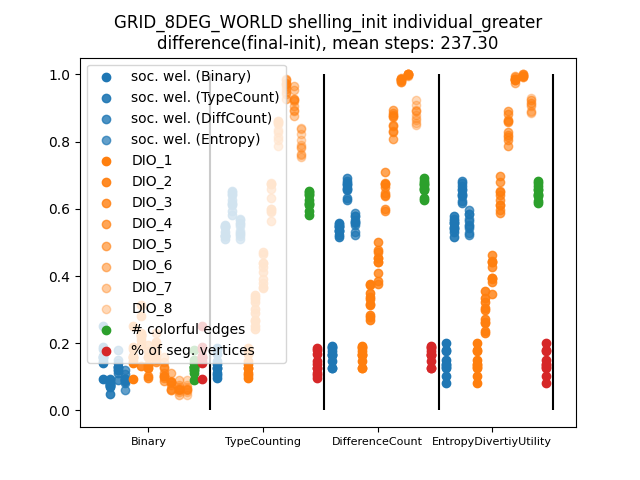 GRID_8DEG_WORLD shelling_init individual_greater
difference(final-init), mean steps: 237.30
1.0
0.8
0.6
0.4
0.2
0.0
soc. wel. (Binary)
soc. wel. (TypeCount)
soc. wel. (DiffCount)
soc. wel. (Entropy)
DIO_1
DIO_2
DIO_3
DIO_4
DIO_5
DIO_6
DIO_7
DIO_8
# colorful edges
% of seg. vertices
Binary
TypeCounting
DifferenceCount
EntropyDivertiyUtility